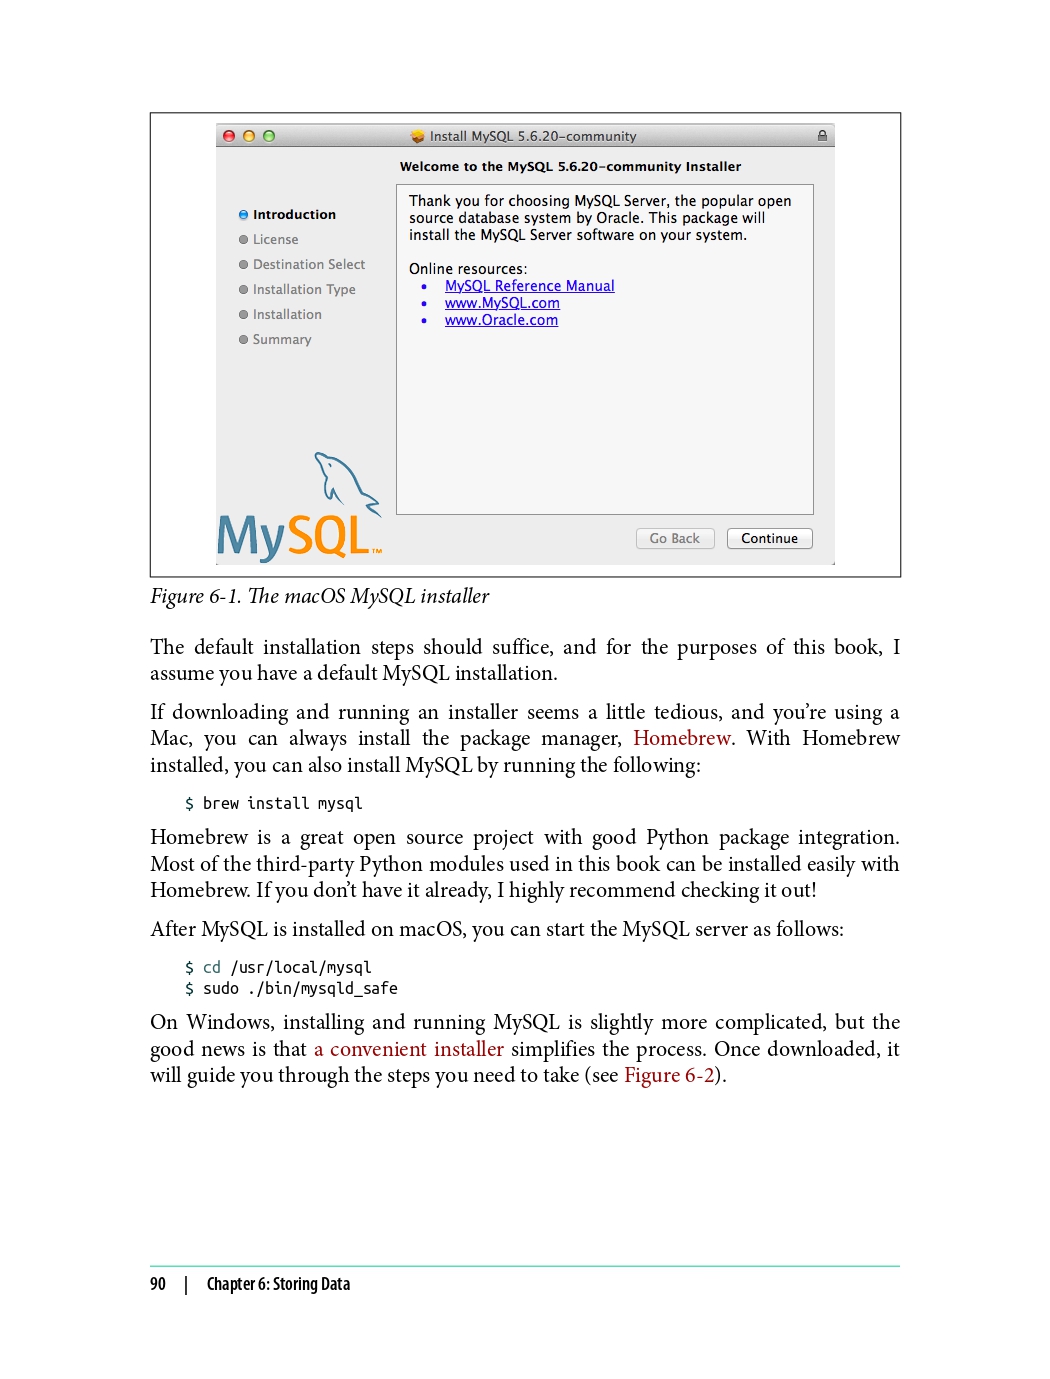 Install MySQL 5.6.20-community
Welcome to the MySQL 5.6.20-community Installer
Introduction
License
Destination Select
Installation Type
Installation
Summary
Thank you for choosing MySQL Server, the popular open
source database system by Oracle. This package will
install the MySQL Server software on your system.
Online resources:
• MySQL Reference Manual
• www.MySQL.com
• www.Oracle.com
MySQL™
Go Back
Continue
Figure 6-1. The macOS MySQL installer
The default installation steps should suffice, and for the purposes of this book, I
assume you have a default MySQL installation.
If downloading and running an installer seems a little tedious, and you’re using a
Mac, you can always install the package manager, Homebrew. With Homebrew
installed, you can also install MySQL by running the following:
$ brew install mysql
Homebrew is a great open source project with good Python package integration.
Most of the third-party Python modules used in this book can be installed easily with
Homebrew. If you don’t have it already, I highly recommend checking it out!
After MySQL is installed on macOS, you can start the MySQL server as follows:
$ cd /usr/local/mysql
$ sudo ./bin/mysqld_safe
On Windows, installing and running MySQL is slightly more complicated, but the
good news is that a convenient installer simplifies the process. Once downloaded, it
will guide you through the steps you need to take (see Figure 6-2).
90 | Chapter 6: Storing Data